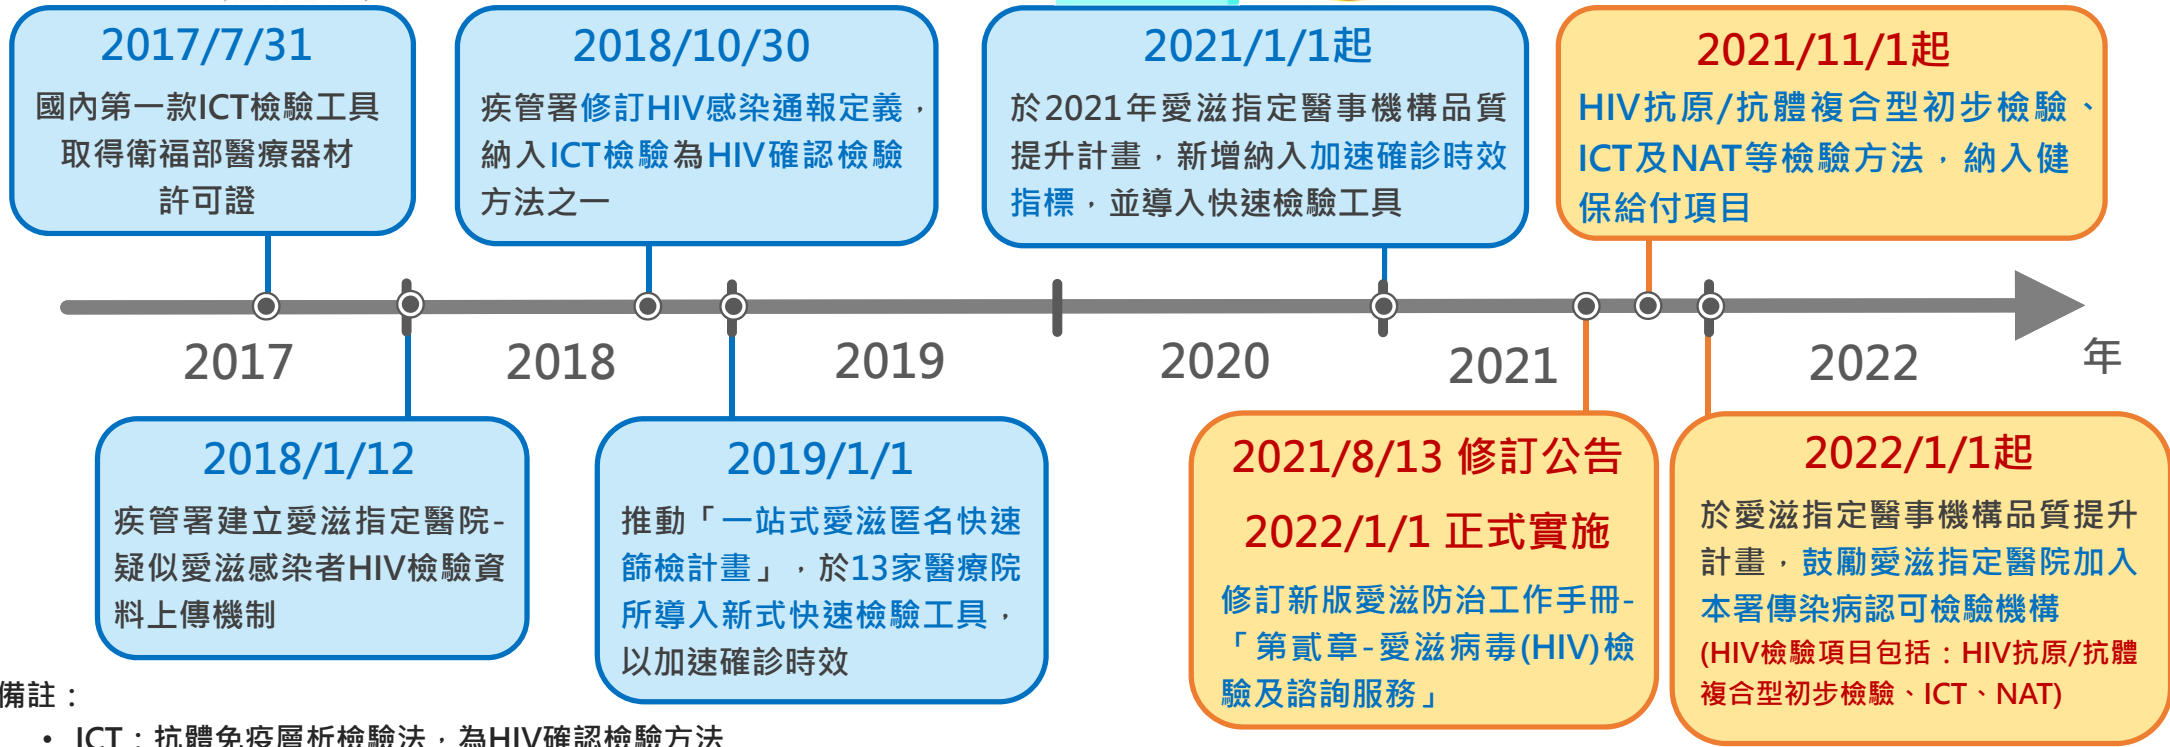 2017/7/31
國內第一款ICT檢驗工具
取得衛福部醫療器材
許可證
2018/10/30
疾管署修訂HIV感染通報定義，
納入ICT檢驗為HIV確認檢驗
方法之一
2021/1/1起
於2021年愛滋指定醫事機構品質
提升計畫，新增納入加速確診時效
指標，並導入快速檢驗工具
2021/11/1起
HIV抗原/抗體複合型初步檢驗、
ICT及NAT等檢驗方法，納入健
保給付項目
2017
2018
2019
2020
2021
2022
年
2018/1/12
疾管署建立愛滋指定醫院-
疑似愛滋感染者HIV檢驗資
料上傳機制
2019/1/1
推動「一站式愛滋匿名快速
篩檢計畫」，於13家醫療院
所導入新式快速檢驗工具，
以加速確診時效
2021/8/13 修訂公告
2022/1/1 正式實施
修訂新版愛滋防治工作手冊-
「第貳章-愛滋病毒(HIV)檢
驗及諮詢服務」
2022/1/1起
於愛滋指定醫事機構品質提升
計畫，鼓勵愛滋指定醫院加入
本署傳染病認可檢驗機構
(HIV檢驗項目包括：HIV抗原/抗體
複合型初步檢驗、ICT、NAT)
備註：
• ICT：抗體免疫層析檢驗法，為HIV確認檢驗方法